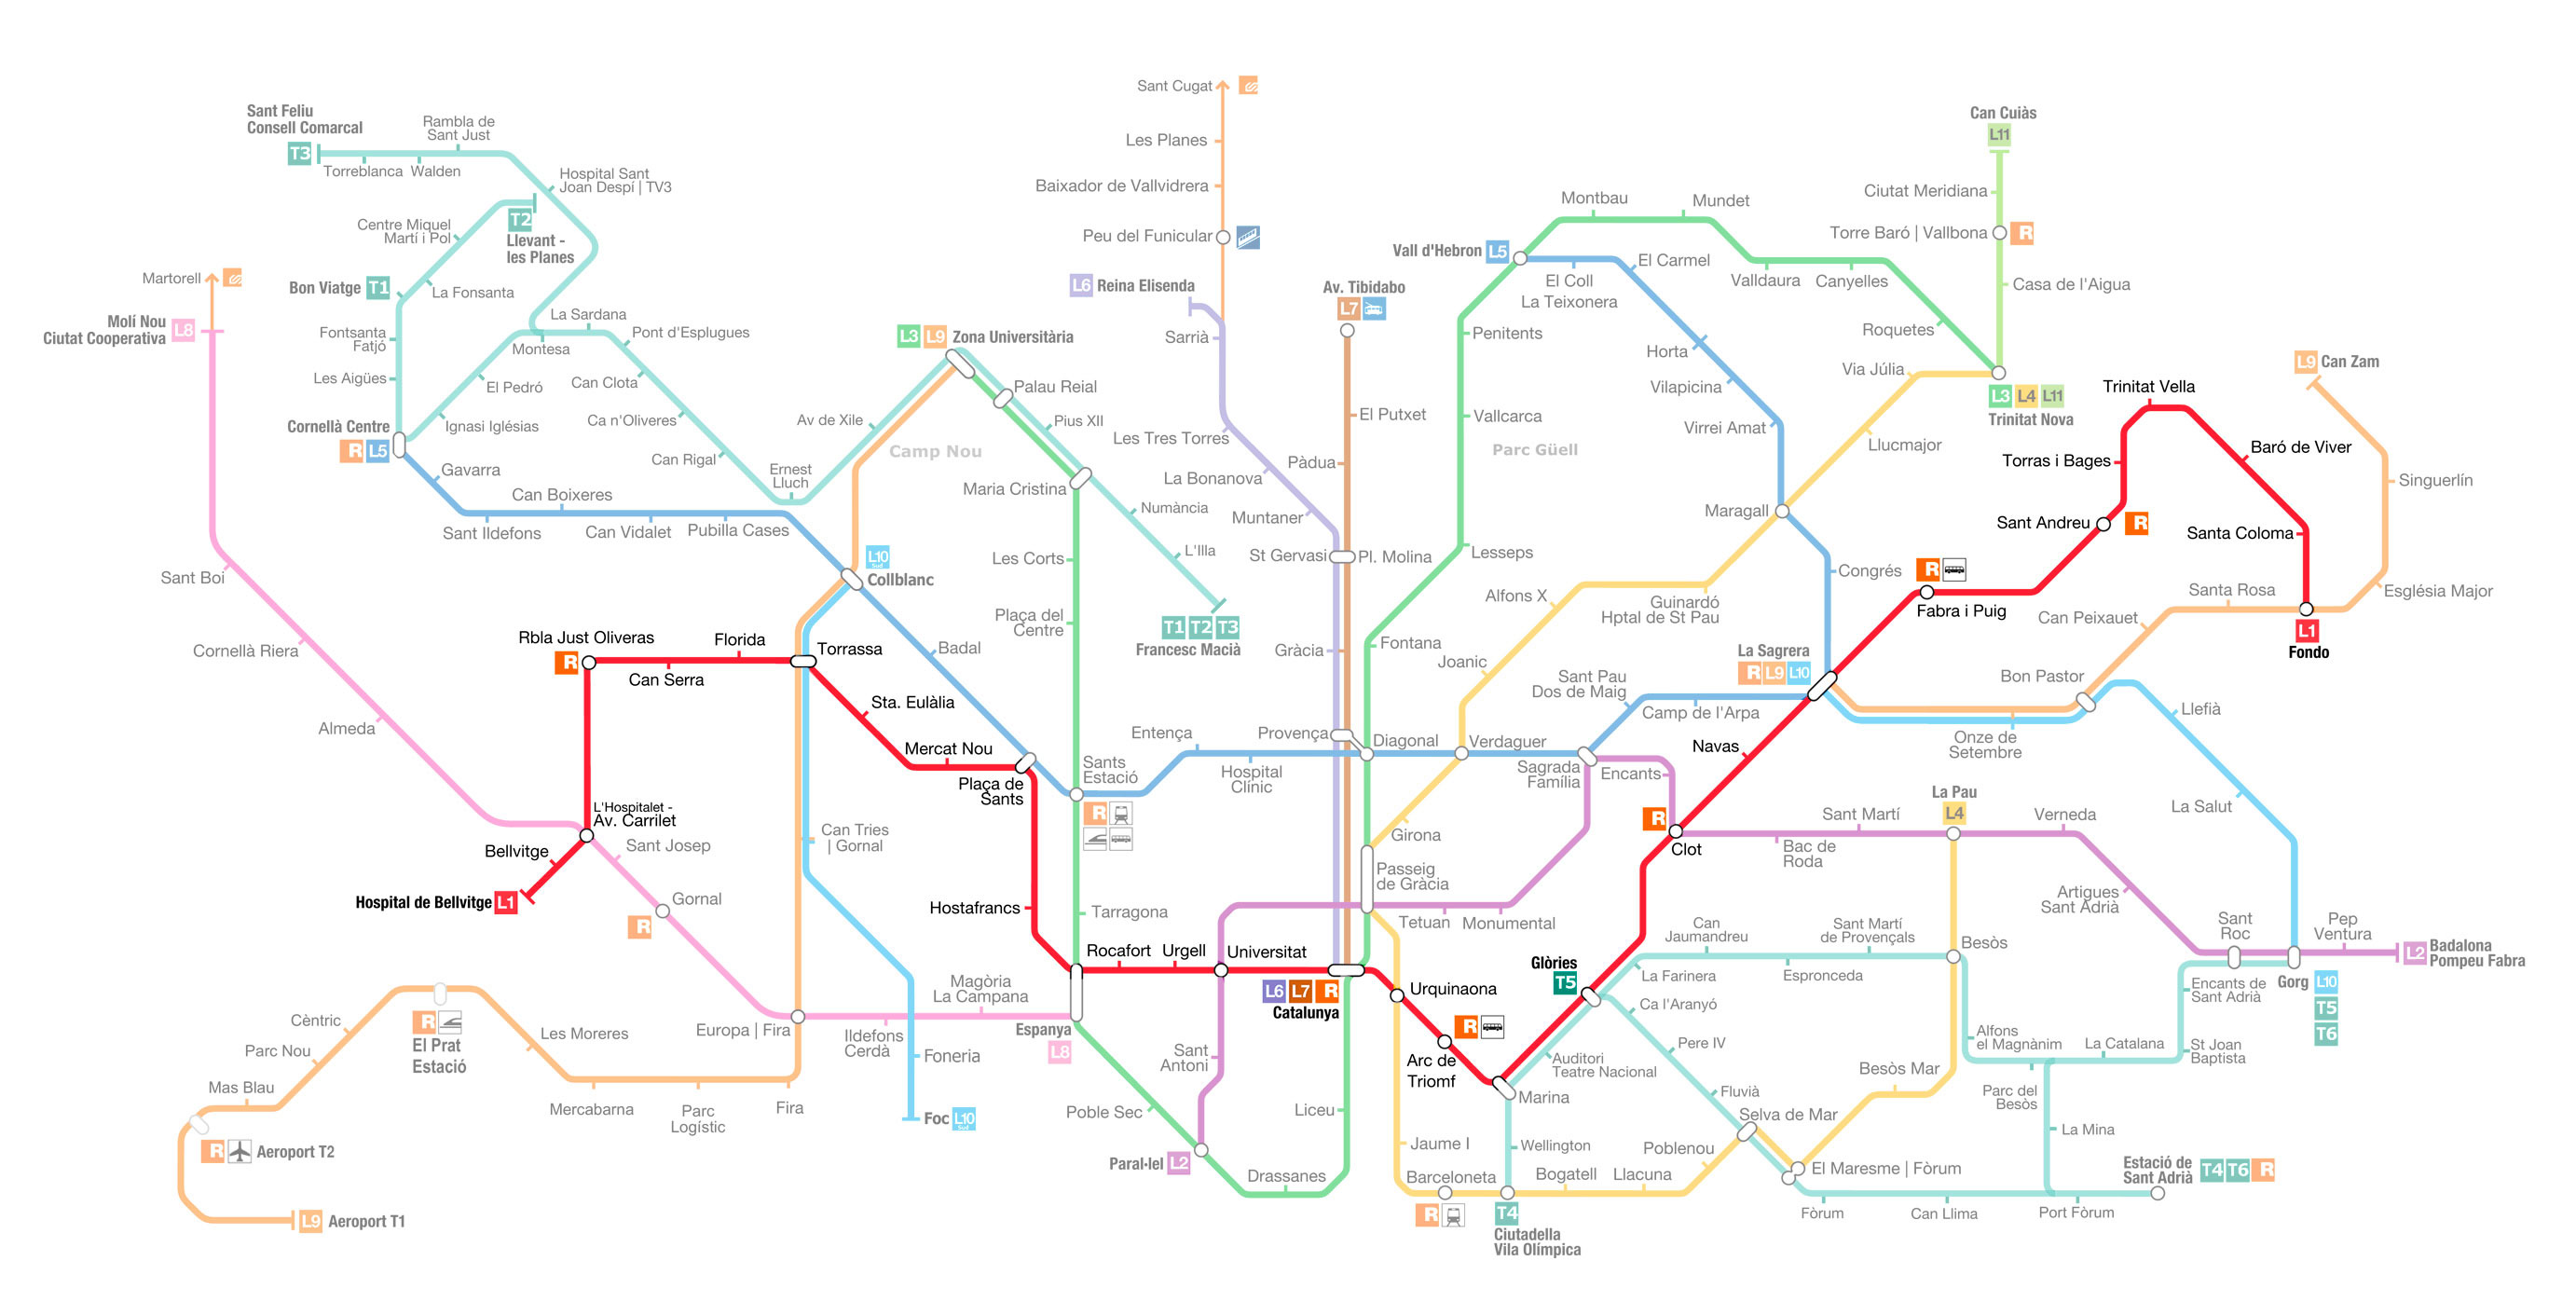 Sant Cugat
Les Planes
Baixador de Vallvidrera
Peu del Funicular
L6 Reina Elisenda
Sarrià
Les Tres Torres
La Bonanova
Muntaner
St Gervasi
Gràcia
Provença
Av. Tibidabo
L7
El Putxet
Pàdua
Pl. Molina
Sant Feliu
Consell Comarcal
T3
Torreblanca
Walden
Rambla de
Sant Just
Hospital Sant
Joan Despí | TV3
T2
Llevant -
les Planes
Centre Miquel
Martí i Pol
La Fonsanta
Bon Viatge T1
Fontsanta
Fatjó
Les Aigües
Cornellà Centre
R L5
Ignasi Iglésias
El Pedró
Montesa
La Sardana
Pont d'Esplugues
Can Clota
Ca n'Oliveres
Can Rigal
Ernest
Lluch
Av de Xile
L3 L9 Zona Universitària
Palau Reial
Pius XII
Maria Cristina
Numància
L'Illa
T1 T2 T3
Francesc Macià
Camp Nou
Parc Güell
Martorell
Molí Nou
Ciutat Cooperativa
L8
Sant Boi
Cornellà Riera
Almeda
L'Hospitalet -
Av. Carrilet
Sant Josep
Gornal
R
Europa | Fira
Ildefons
Cerdà
Magòria
La Campana
Espanya
L8
Gavarra
Sant Ildefons
Can Boixeres
Can Vidalet
Pubilla Cases
L10
Sud
Collblanc
Badal
Plaça de
Sants
Sants
Estació
R
Entença
Hospital
Clínic
Diagonal
Verdaguer
Sagrada
Família
Sant Pau
Dos de Maig
Camp de l'Arpa
La Sagrera
R L9 L10
Congrés
Maragall
Virrei Amat
Vilapicina
Horta
El Carmel
El Coll
La Teixonera
Vall d'Hebron L5
Montbau
Mundet
Valldaura
Canyelles
Roquetes
L3 L4 L11
Trinitat Nova
Penitents
Vallcarca
Lesseps
Fontana
Passeig
de Gràcia
Les Corts
Plaça del
Centre
Tarragona
Poble Sec
Paral·lel L2
Drassanes
Liceu
Can Cuiàs
L11
Ciutat Meridiana
Torre Baró | Vallbona R
Casa de l'Aigua
Via Júlia
Llucmajor
Guinardó
Hptal de St Pau
Alfons X
Joanic
Girona
Urquinaona
Jaume I
Barceloneta
R
T4
Ciutadella
Vila Olímpica
Bogatell
Llacuna
Poblenou
Selva de Mar
El Maresme | Fòrum
Besòs Mar
Besòs
La Pau
L4
Hospital de Bellvitge L1
Bellvitge
Rbla Just Oliveras
R
Can Serra
Florida
Torrassa
Sta. Eulàlia
Mercat Nou
Hostafrancs
Rocafort
Urgell
Universitat
L6 L7 R
Catalunya
R
Arc de
Triomf
Marina
Glòries
T5
R
Clot
Navas
R
Fabra i Puig
Sant Andreu R
Torras i Bages
Trinitat Vella
Baró de Viver
Santa Coloma
L1
Fondo
L9 Can Zam
Singuerlín
Església Major
Santa Rosa
Can Peixauet
Bon Pastor
Onze de
Setembre
Llefià
La Salut
Gorg L10
T5
T6
Sant
Antoni
Tetuan
Monumental
Encants
Bac de
Roda
Sant Martí
Verneda
Artigues
Sant Adrià
Sant
Roc
Pep
Ventura
L2 Badalona
Pompeu Fabra
Can Tries
| Gornal
Foneria
Foc L10
Sud
Cèntric
Parc Nou
Mas Blau
R
El Prat
Estació
Les Moreres
Mercabarna
Parc
Logístic
Fira
R Aeroport T2
L9 Aeroport T1
Auditori
Teatre Nacional
Wellington
La Farinera
Can
Jaumandreu
Espronceda
Sant Martí
de Provençals
Ca l'Aranyó
Pere IV
Fluvià
Alfons
el Magnànim
Parc del
Besòs
La Catalana
St Joan
Baptista
Encants de
Sant Adrià
La Mina
Fòrum
Can Llima
Port Fòrum
Estació de
Sant Adrià
T4 T6 R